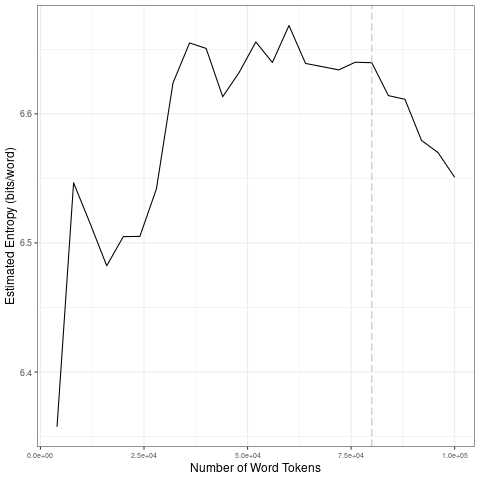 Estimated Entropy (bits/word)
6.6
6.5
6.4
0.0e+00 2.5e+04 5.0e+04 7.5e+04 1.0e+05
Number of Word Tokens